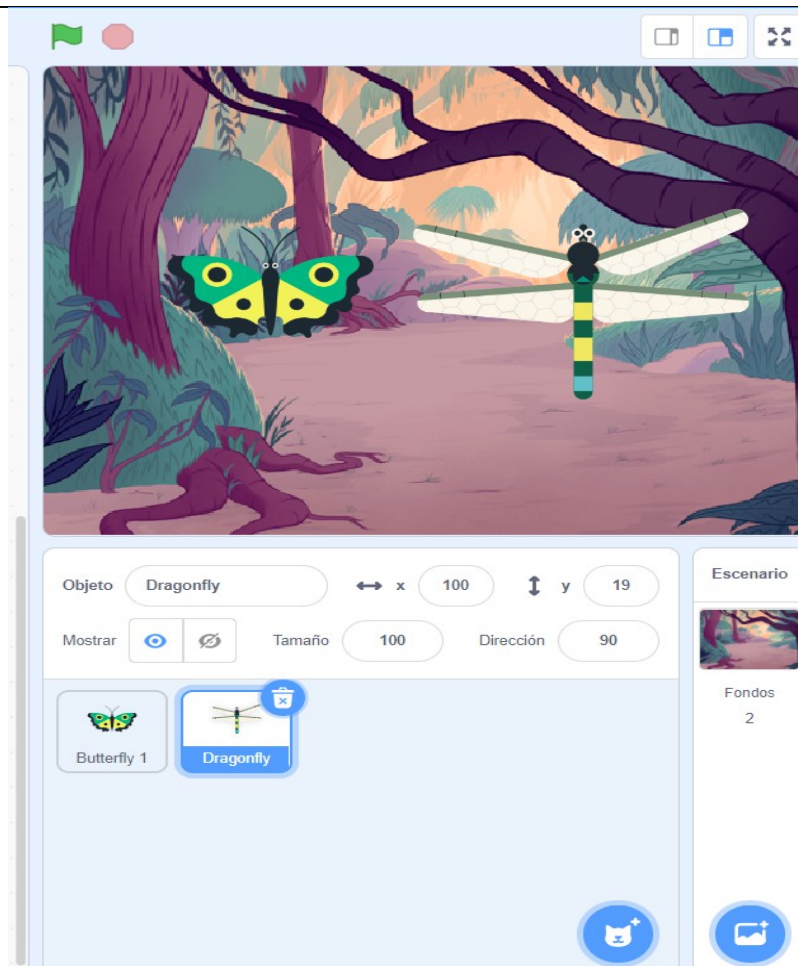 Objeto Dragonfly x 100 y 19
Escenario
Mostrar Tamaño 100 Dirección 90
Fondos
2
Butterfly 1 Dragonfly